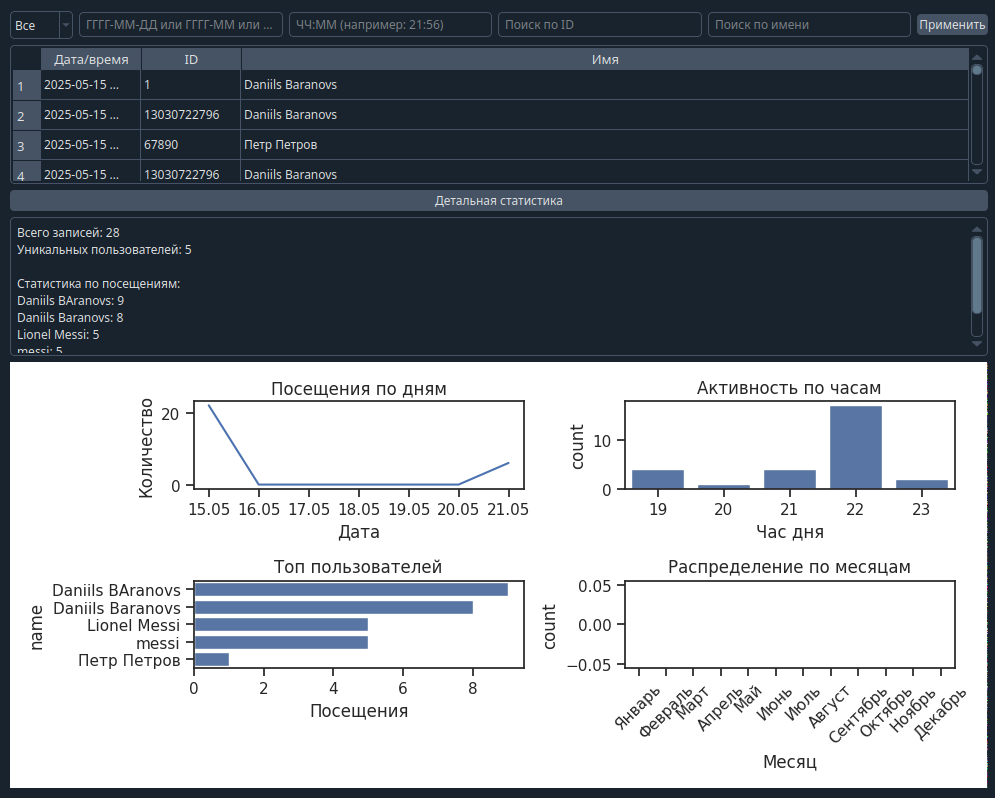 Все ГГГГ-ММ-ДД или ГГГГ-ММ или ... ЧЧ:ММ (например: 21:56) Поиск по ID Поиск по имени Применить
Дата/время ID Имя
1 2025-05-15 ... 1 Daniils Baranovs
2 2025-05-15 ... 13030722796 Daniils Baranovs
3 2025-05-15 ... 67890 Петр Петров
4 2025-05-15 ... 13030722796 Daniils Baranovs
Детальная статистика
Всего записей: 28
Уникальных пользователей: 5
Статистика по посещениям:
Daniils BAranovs: 9
Daniils Baranovs: 8
Lionel Messi: 5
messi: 5
Посещения по дням
Количество
20
0
15.05 16.05 17.05 18.05 19.05 20.05 21.05
Дата
Активность по часам
count
10
0
19 20 21 22 23
Час дня
Топ пользователей
name
Daniils BAranovs
Daniils Baranovs
Lionel Messi
messi
Петр Петров
0 2 4 6 8
Посещения
Распределение по месяцам
count
0.05
0.00
−0.05
Январь Февраль Март Апрель Май Июнь Июль Август Сентябрь Октябрь Ноябрь Декабрь
Месяц